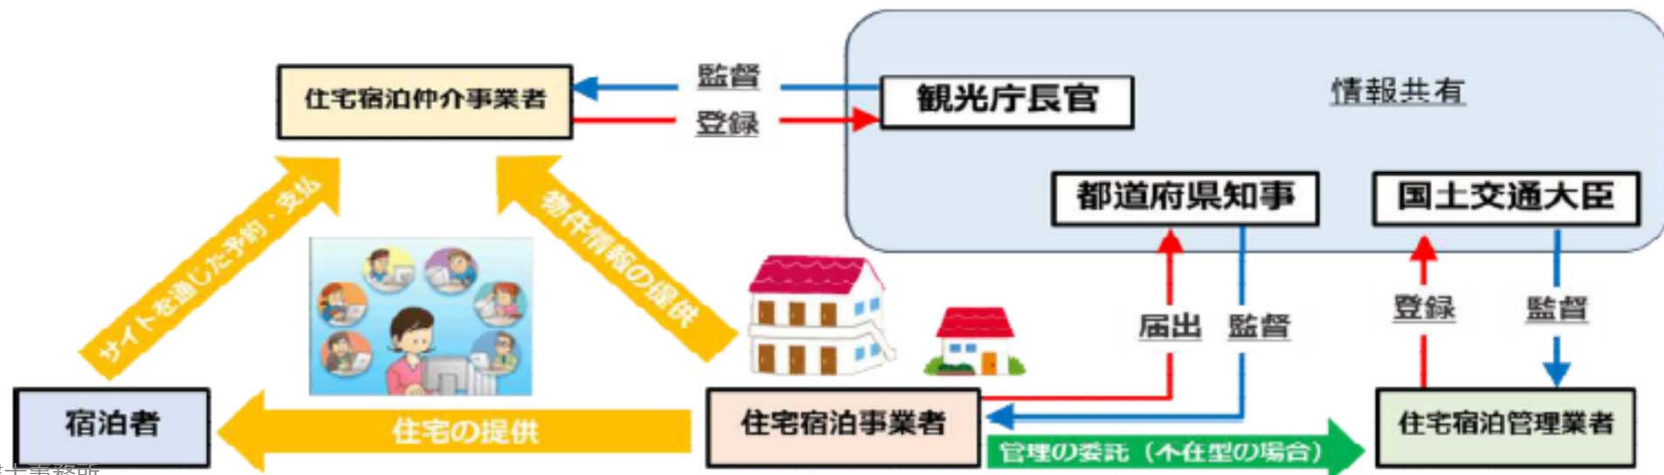 監督
情報共有
住宅宿泊仲介事業者
観光庁長官
登録
都道府県知事
国土交通大臣
サイトを通じた予約・支払
物件情報の提供
届出
監督
登録
監督
宿泊者
住宅の提供
住宅宿泊事業者
住宅宿泊管理業者
管理の委託（不在型の場合）